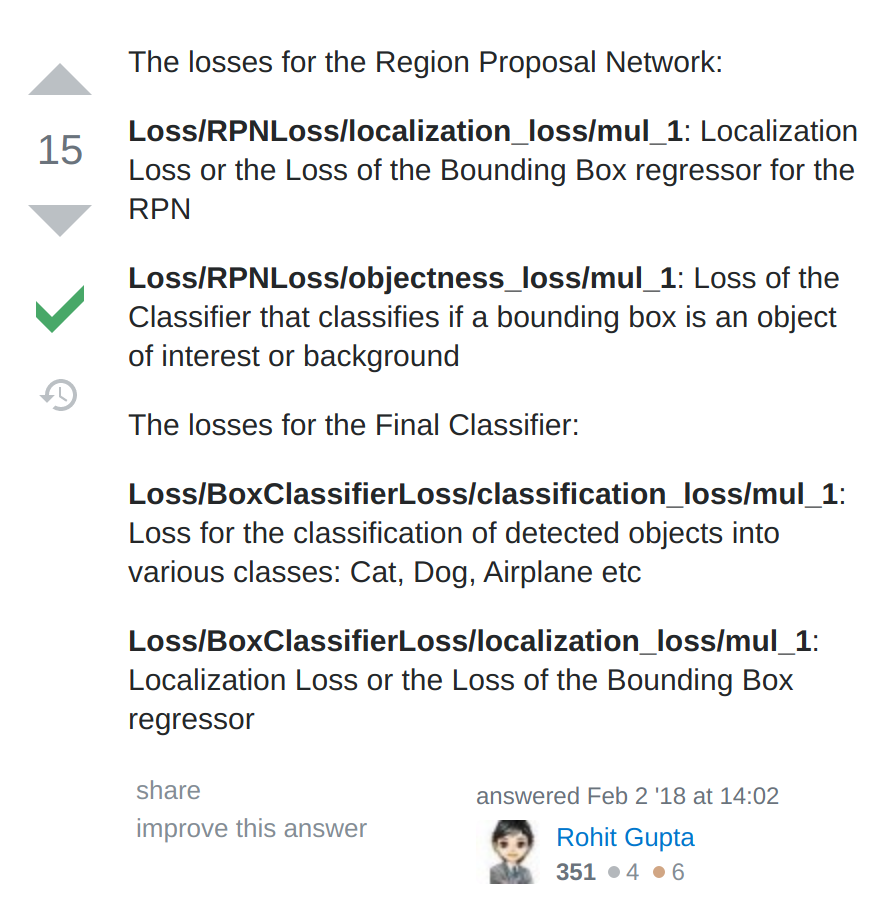 The losses for the Region Proposal Network:
15
Loss/RPNLoss/localization_loss/mul_1: Localization
Loss or the Loss of the Bounding Box regressor for the
RPN
Loss/RPNLoss/objectness_loss/mul_1: Loss of the
Classifier that classifies if a bounding box is an object
of interest or background
The losses for the Final Classifier:
Loss/BoxClassifierLoss/classification_loss/mul_1:
Loss for the classification of detected objects into
various classes: Cat, Dog, Airplane etc
Loss/BoxClassifierLoss/localization_loss/mul_1:
Localization Loss or the Loss of the Bounding Box
regressor
share
improve this answer
answered Feb 2 '18 at 14:02
Rohit Gupta
351 4 6